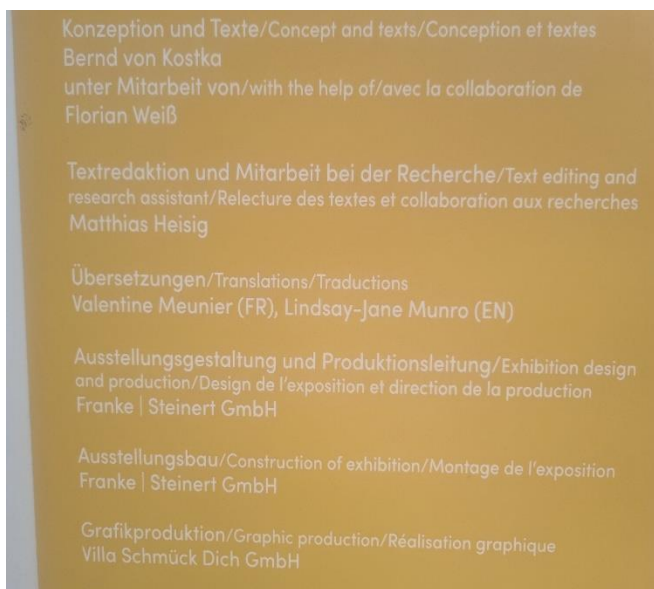 Konzeption und Texte/Concept and texts/Conception et textes
Bernd von Kostka
unter Mitarbeit von/with the help of/avec la collaboration de
Florian Weiß
Textredaktion und Mitarbeit bei der Recherche/Text editing and
research assistant/Relecture des textes et collaboration aux recherches
Matthias Heisig
Übersetzungen/Translations/Traductions
Valentine Meunier (FR), Lindsay-Jane Munro (EN)
Ausstellungsgestaltung und Produktionsleitung/Exhibition design
and production/Design de l'exposition et direction de la production
Franke | Steinert GmbH
Ausstellungsbau/Construction of exhibition/Montage de l'exposition
Franke | Steinert GmbH
Grafikproduktion/Graphic production/Réalisation graphique
Villa Schmück Dich GmbH